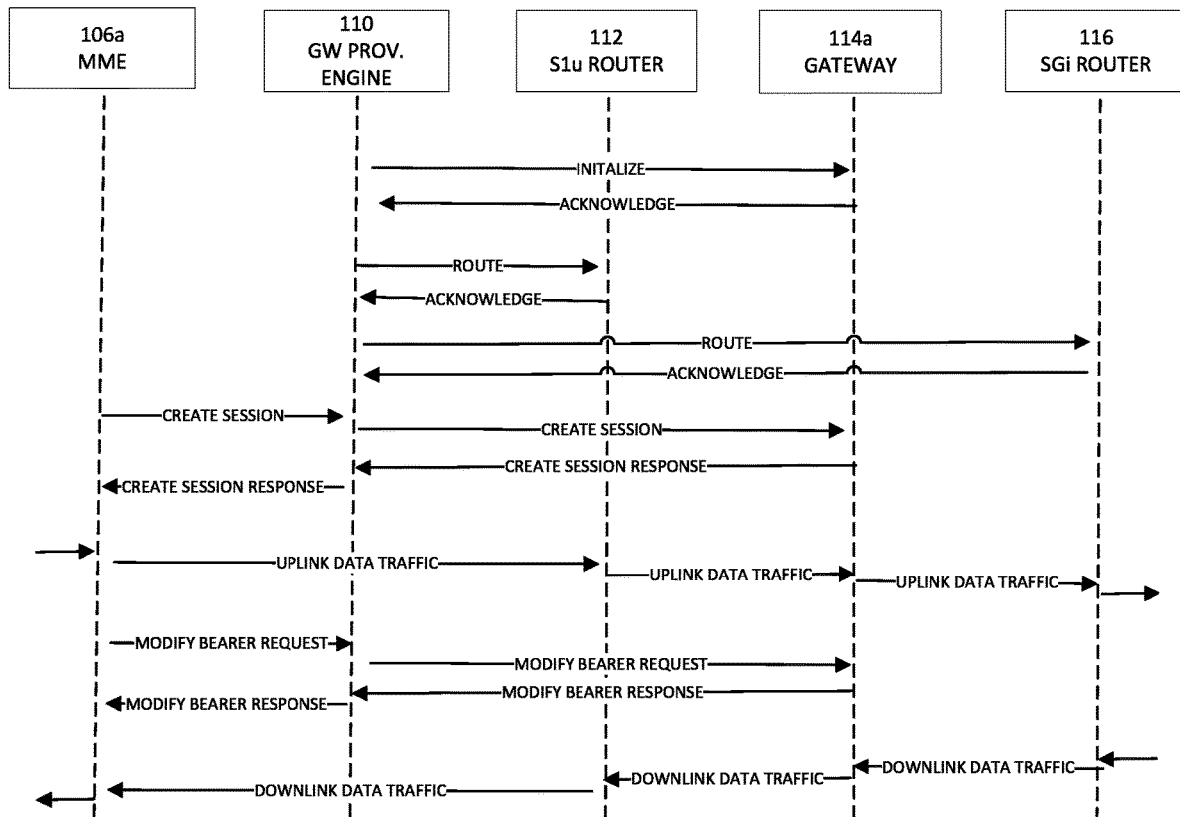 106a
MME
110
GW PROV.
ENGINE
112
S1u ROUTER
114a
GATEWAY
116
SGi ROUTER
INITALIZE
ACKNOWLEDGE
ROUTE
ACKNOWLEDGE
ROUTE
ACKNOWLEDGE
CREATE SESSION
CREATE SESSION
CREATE SESSION RESPONSE
CREATE SESSION RESPONSE
UPLINK DATA TRAFFIC
UPLINK DATA TRAFFIC
UPLINK DATA TRAFFIC
MODIFY BEARER REQUEST
MODIFY BEARER REQUEST
MODIFY BEARER RESPONSE
MODIFY BEARER RESPONSE
DOWNLINK DATA TRAFFIC
DOWNLINK DATA TRAFFIC
DOWNLINK DATA TRAFFIC